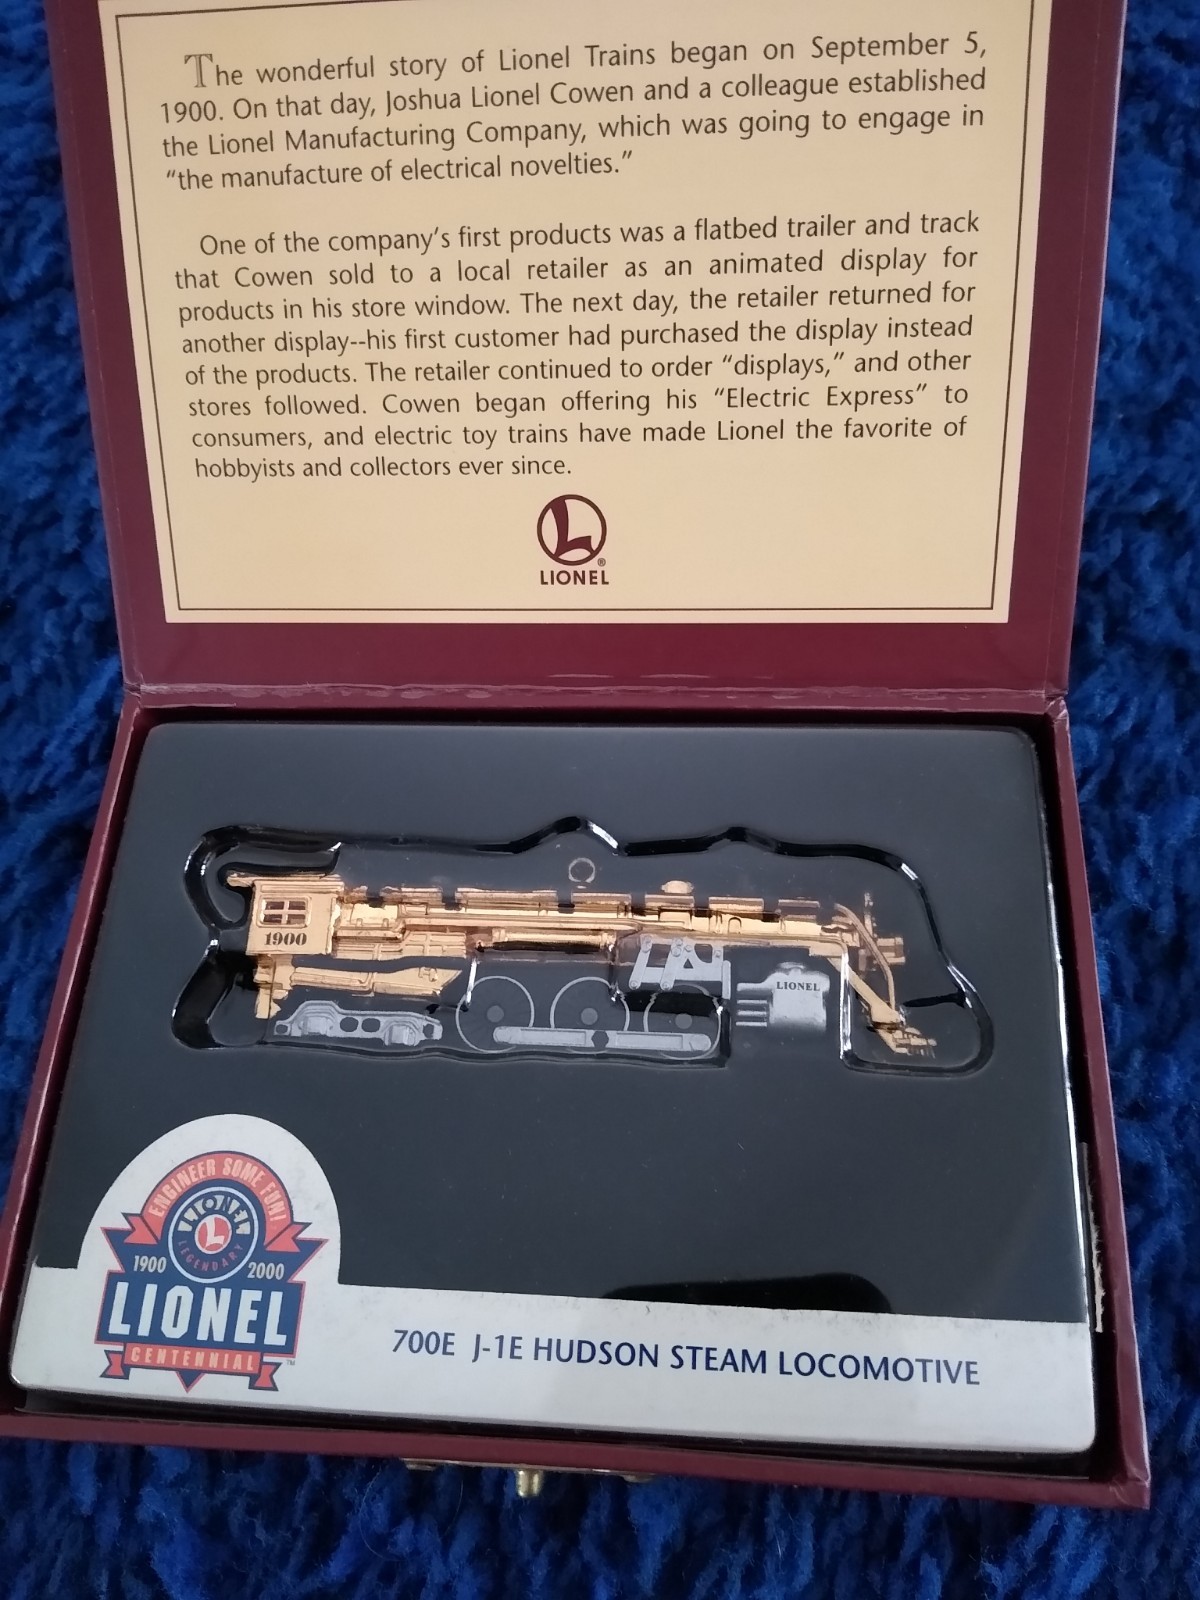 The wonderful story of Lionel Trains began on September 5,
1900. On that day, Joshua Lionel Cowen and a colleague established
the Lionel Manufacturing Company, which was going to engage in
“the manufacture of electrical novelties.”
One of the company’s first products was a flatbed trailer and track
that Cowen sold to a local retailer as an animated display for
products in his store window. The next day, the retailer returned for
another display--his first customer had purchased the display instead
of the products. The retailer continued to order “displays,” and other
stores followed. Cowen began offering his “Electric Express” to
consumers, and electric toy trains have made Lionel the favorite of
hobbyists and collectors ever since.
L
®
LIONEL
1900
LIONEL
ENGINEER SOME FUN!
LIONEL
L
LEGENDARY
1900 2000
LIONEL
CENTENNIAL
™
700E J-1E HUDSON STEAM LOCOMOTIVE